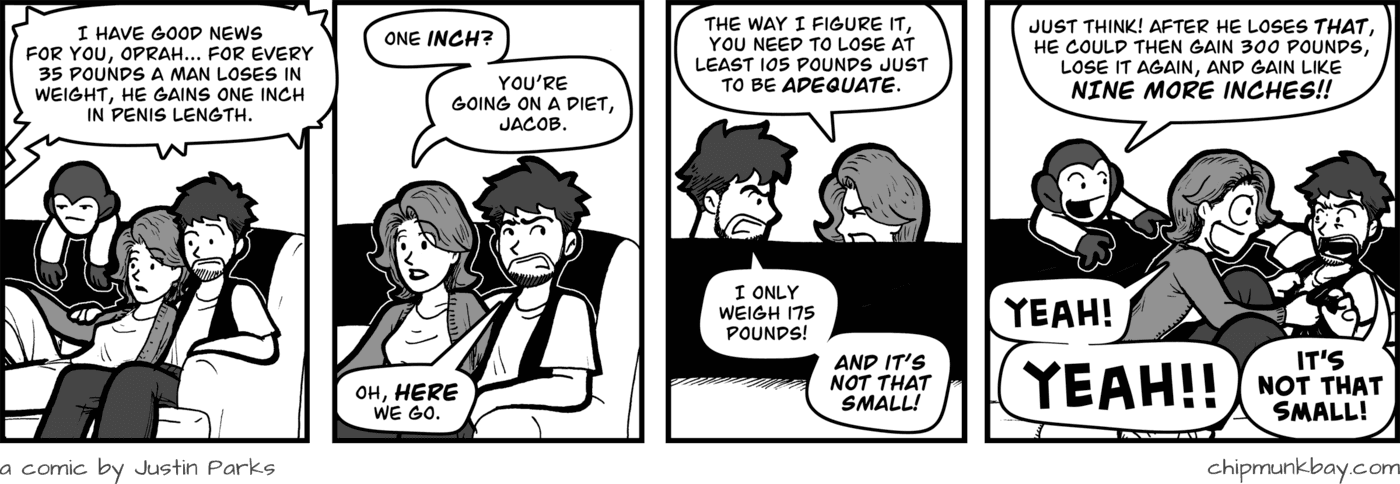 I HAVE GOOD NEWS
FOR YOU, OPRAH... FOR EVERY
35 POUNDS A MAN LOSES IN
WEIGHT, HE GAINS ONE INCH
IN PENIS LENGTH.
ONE INCH?
YOU'RE
GOING ON A DIET,
JACOB.
OH, HERE
WE GO.
THE WAY I FIGURE IT,
YOU NEED TO LOSE AT
LEAST 105 POUNDS JUST
TO BE ADEQUATE.
I ONLY
WEIGH 175
POUNDS!
AND IT'S
NOT THAT
SMALL!
JUST THINK! AFTER HE LOSES THAT,
HE COULD THEN GAIN 300 POUNDS,
LOSE IT AGAIN, AND GAIN LIKE
NINE MORE INCHES!!
YEAH!
YEAH!!
IT'S
NOT THAT
SMALL!
a comic by Justin Parks
chipmunkbay.com